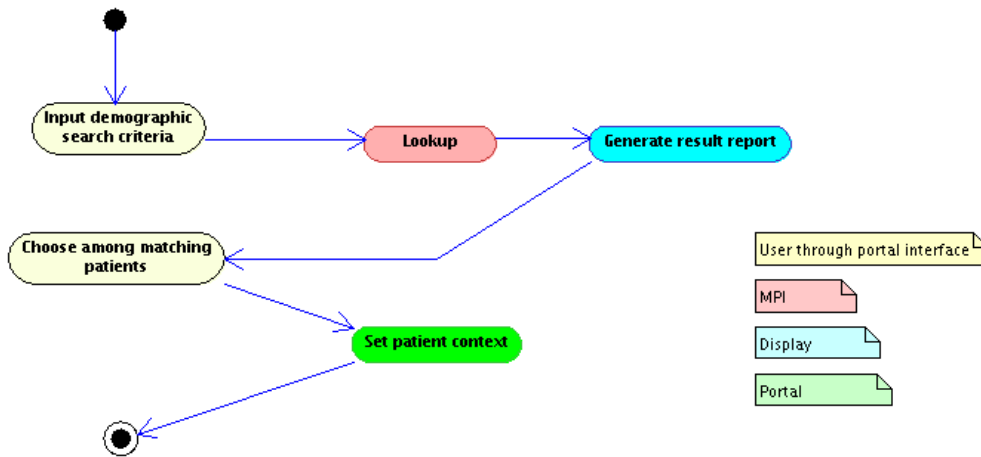 Input demographic
search criteria
Lookup
Generate result report
Choose among matching
patients
User through portal interface
MPI
Set patient context
Display
Portal